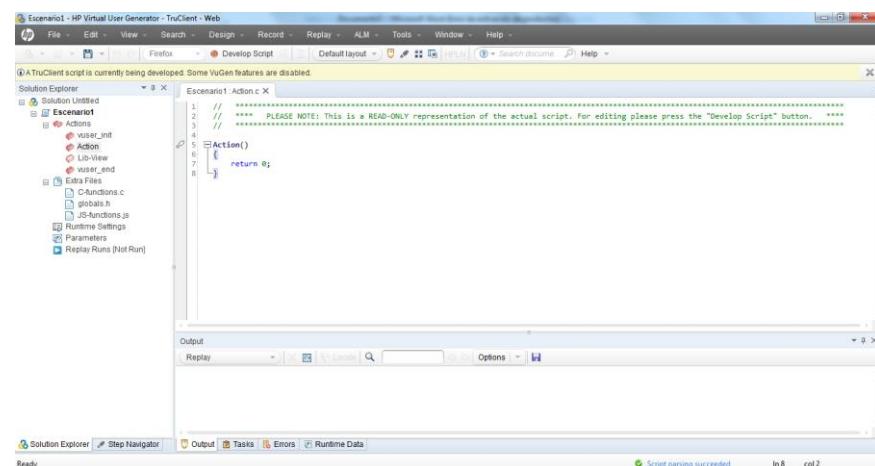 Escenario1 - HP Virtual User Generator - TruClient - Web
File Edit View Search Design Record Replay ALM Tools Window Help
Firefox Develop Script Default layout HPLN Search docume Help
A TruClient script is currently being developed. Some VuGen features are disabled.
Solution Explorer
Solution Untitled
Escenario1
Actions
vuser_init
Action
Lib-View
vuser_end
Extra Files
C-functions.c
globals.h
JS-functions.js
Runtime Settings
Parameters
Replay Runs [Not Run]
Escenario1 : Action.c X
1 //
2 // **** PLEASE NOTE: This is a READ-ONLY representation of the actual script. For editing please press the "Develop Script" button. ****
3 //
4
5 Action()
6 {
7 return 0;
8 }
Output
Replay Locate Options
Solution Explorer Step Navigator Output Tasks Errors Runtime Data
Ready Script parsing succeeded ln 8 col 2